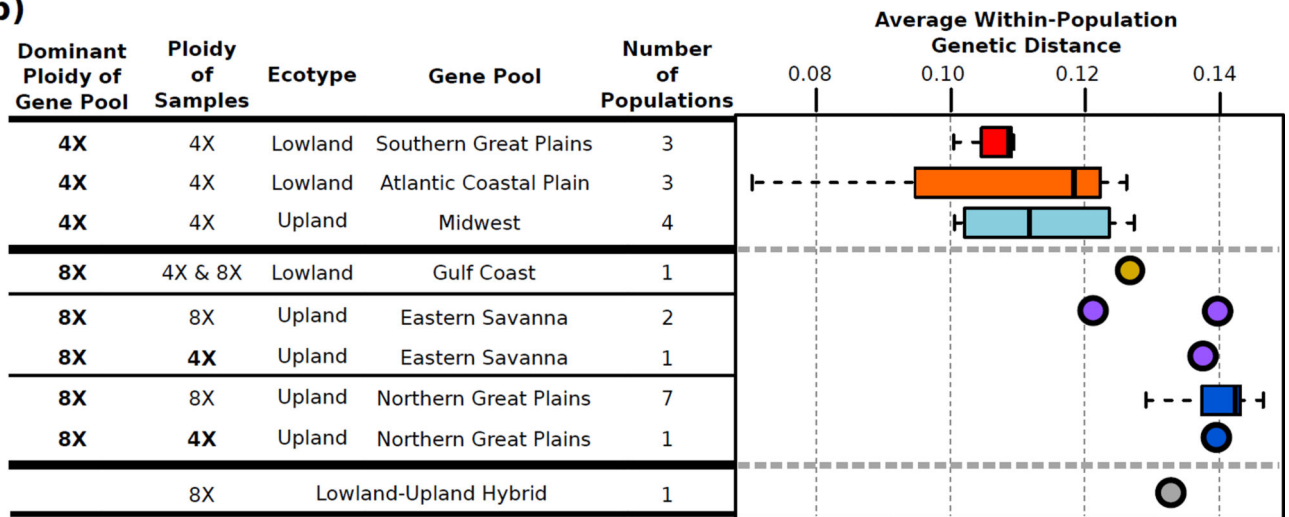 b)
Average Within-Population
Genetic Distance
Dominant Ploidy of Gene Pool Ploidy of Samples Ecotype Gene Pool Number of Populations
0.08 0.10 0.12 0.14
4X 4X Lowland Southern Great Plains 3
4X 4X Lowland Atlantic Coastal Plain 3
4X 4X Upland Midwest 4
8X 4X & 8X Lowland Gulf Coast 1
8X 8X Upland Eastern Savanna 2
8X 4X Upland Eastern Savanna 1
8X 8X Upland Northern Great Plains 7
8X 4X Upland Northern Great Plains 1
8X Lowland-Upland Hybrid 1